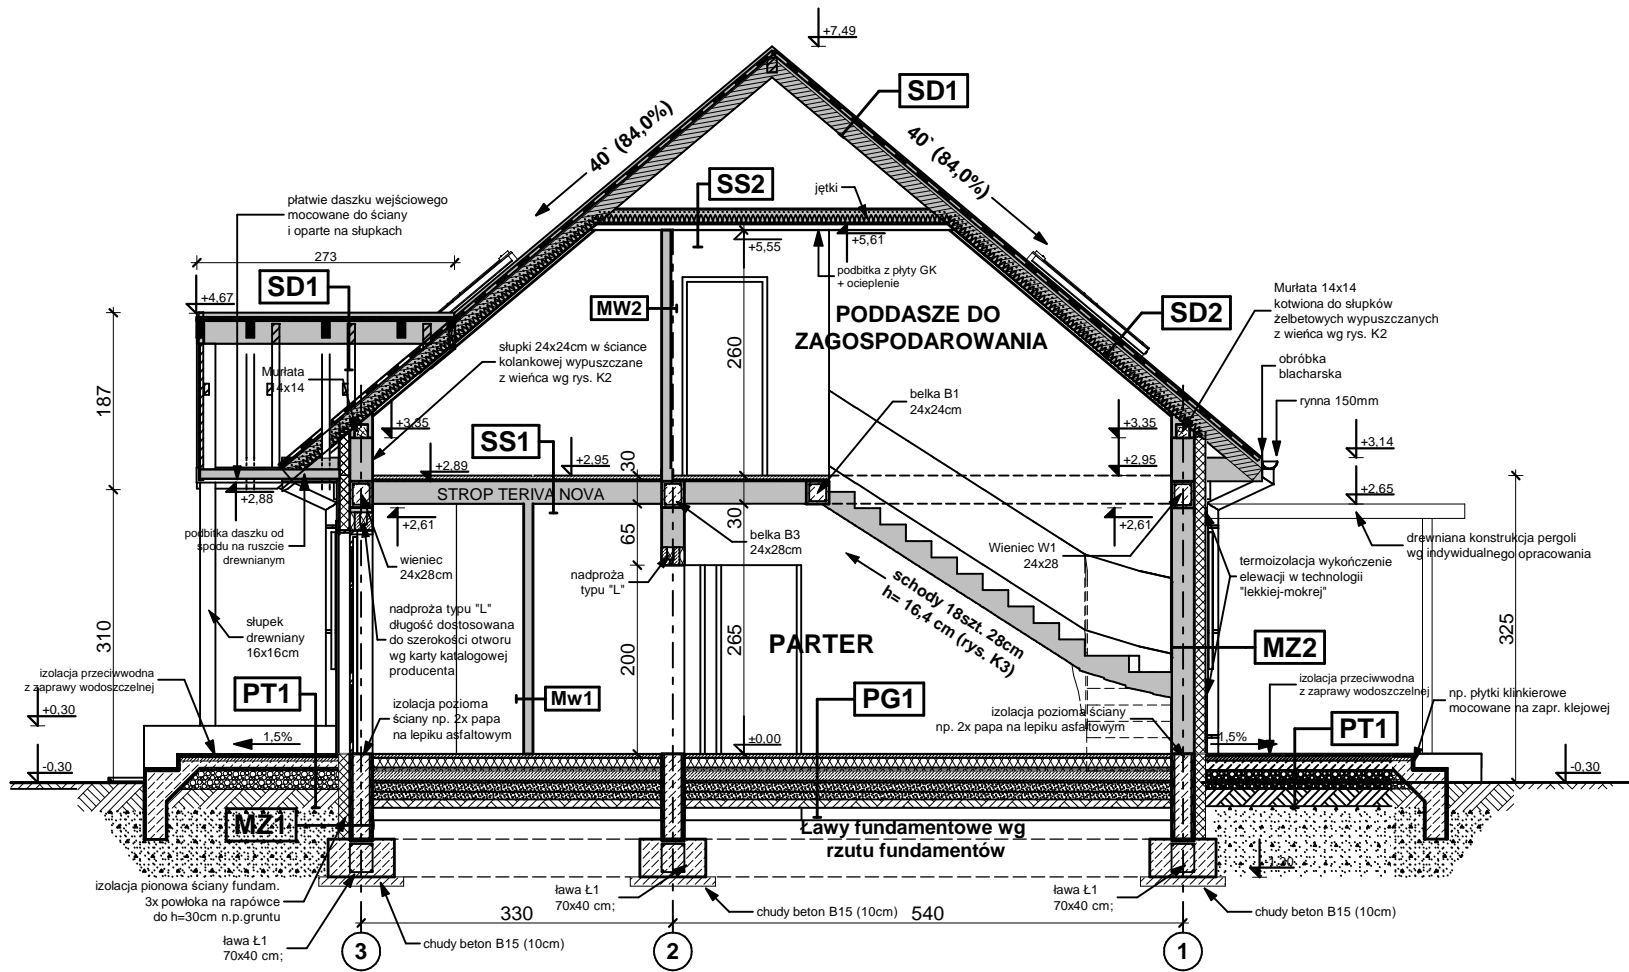 +7,49
SD1
40` (84,0%)
40` (84,0%)
SS2
jętki
płatwie daszku wejściowego
mocowane do ściany
i oparte na słupkach
+5,55
+5,61
273
podbitka z płyty GK
+ ocieplenie
SD1
+4,67
MW2
PODDASZE DO
ZAGOSPODAROWANIA
SD2
Murłata 14x14
kotwiona do słupków
żelbetowych wypuszczanych
z wieńca wg rys. K2
słupki 24x24cm w ściance
kolankowej wypuszczane
z wieńca wg rys. K2
260
obróbka
blacharska
Murłata
14x14
187
belka B1
24x24cm
rynna 150mm
+3,35
+3,35
+3,14
SS1
+2,89
+2,95
30
+2,95
+2,88
STROP TERIVA NOVA
+2,65
+2,61
65
30
+2,61
podbitka daszku od
spodu na ruszcie
drewnianym
belka B3
24x28cm
Wieniec W1
24x28
drewniana konstrukcja pergoli
wg indywidualnego opracowania
wieniec
24x28cm
nadproża
typu "L"
termoizolacja wykończenie
elewacji w technologii
"lekkiej-mokrej"
schody 18szt. 28cm
h= 16,4 cm (rys. K3)
nadproża typu "L"
długość dostosowana
do szerokości otworu
wg karty katalogowej
producenta
słupek
drewniany
16x16cm
310
200
265
PARTER
325
MZ2
izolacja przeciwwodna
z zaprawy wodoszczelnej
PT1
Mw1
PG1
izolacja przeciwwodna
z zaprawy wodoszczelnej
np. płytki klinkierowe
mocowane na zapr. klejowej
+0,30
izolacja pozioma
ściany np. 2x papa
na lepiku asfaltowym
izolacja pozioma ściany
np. 2x papa na lepiku asfaltowym
PT1
1,5%
±0,00
1,5%
-0,30
-0,30
MZ1
Ławy fundamentowe wg
rzutu fundamentów
izolacja pionowa ściany fundam.
3x powłoka na rapówce
do h=30cm n.p.gruntu
ława Ł1
70x40 cm;
ława Ł1
70x40 cm;
330
chudy beton B15 (10cm)
540
chudy beton B15 (10cm)
ława Ł1
70x40 cm;
chudy beton B15 (10cm)
3
2
1